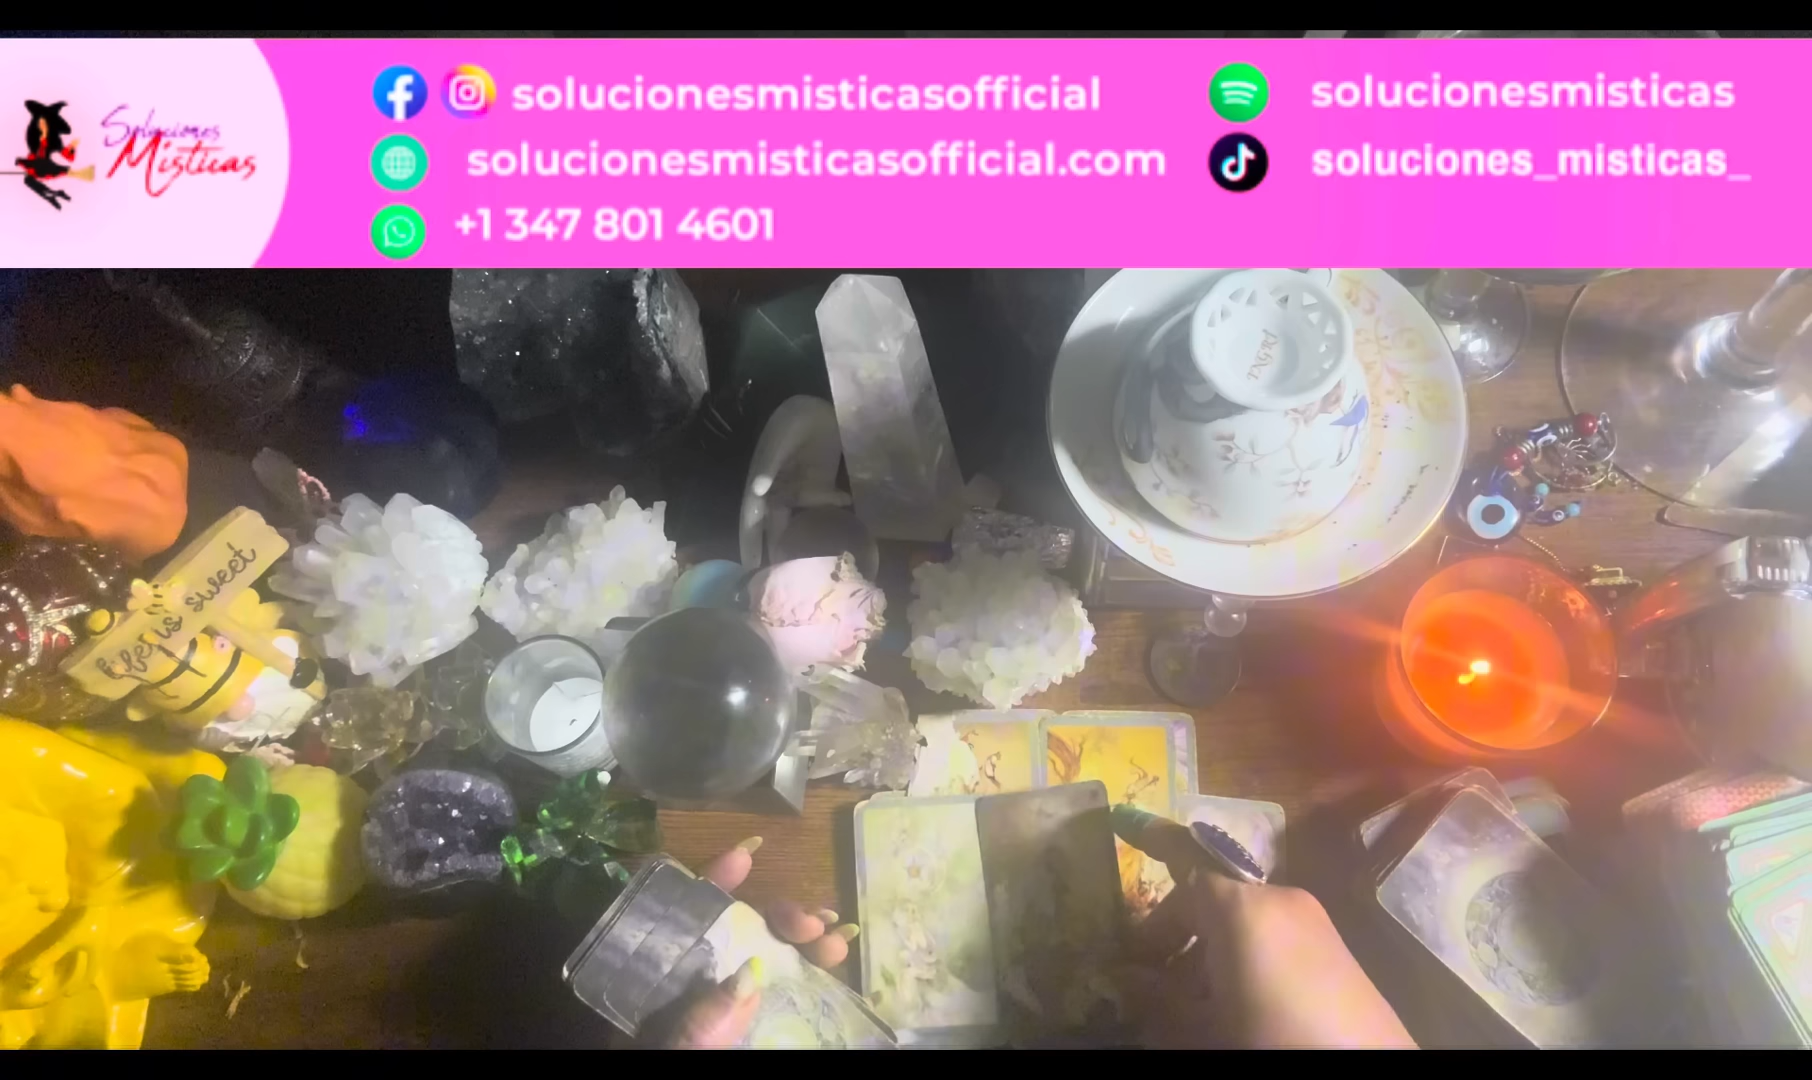 Soluciones
Misticas
solucionesmisticasofficial
solucionesmisticasofficial.com
+1 347 801 4601
solucionesmisticas
soluciones_misticas_
life is sweet